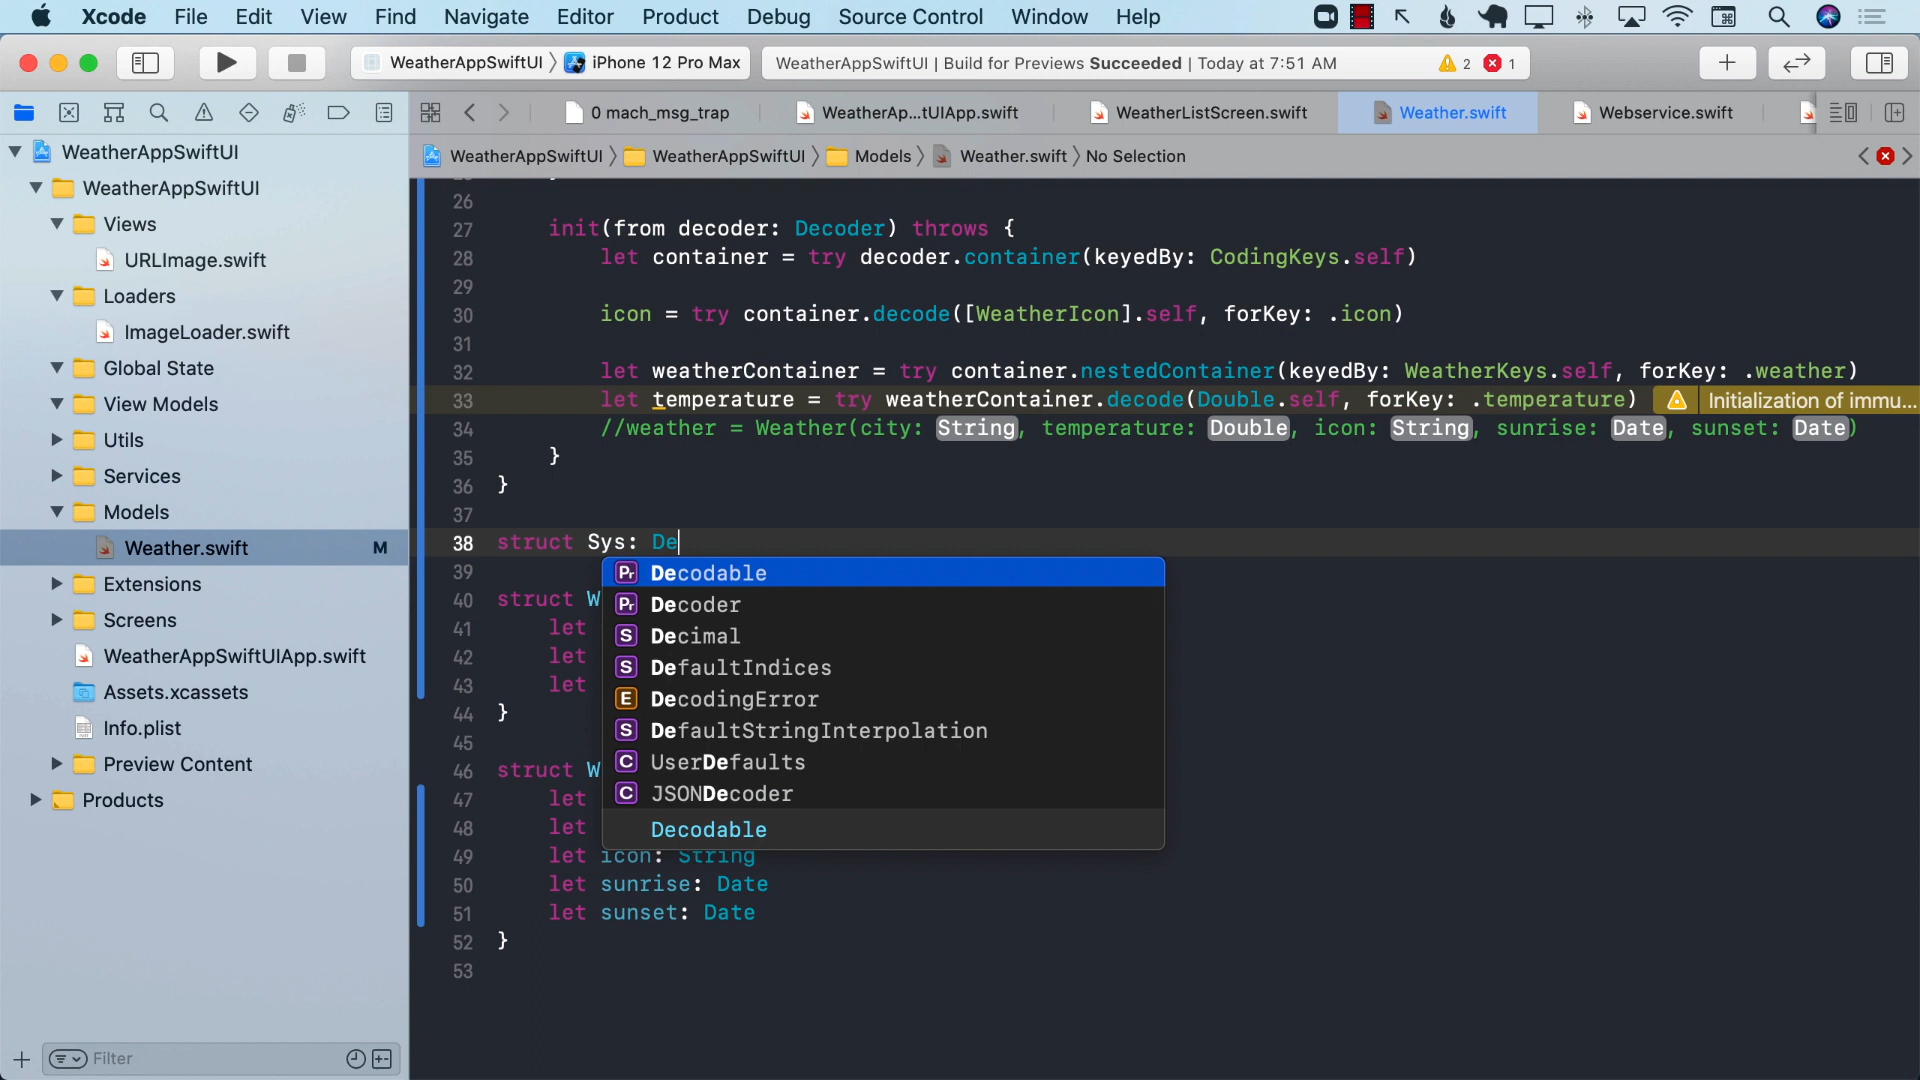 Xcode File Edit View Find Navigate Editor Product Debug Source Control Window Help
WeatherAppSwiftUI iPhone 12 Pro Max WeatherAppSwiftUI | Build for Previews Succeeded | Today at 7:51 AM 2 1
0 mach_msg_trap WeatherAp...tUIApp.swift WeatherListScreen.swift Weather.swift Webservice.swift
WeatherAppSwiftUI WeatherAppSwiftUI Models Weather.swift No Selection
WeatherAppSwiftUI
WeatherAppSwiftUI
Views
URLImage.swift
Loaders
ImageLoader.swift
Global State
View Models
Utils
Services
Models
Weather.swift M
Extensions
Screens
WeatherAppSwiftUIApp.swift
Assets.xcassets
Info.plist
Preview Content
Products
Filter
26
27 init(from decoder: Decoder) throws {
28 let container = try decoder.container(keyedBy: CodingKeys.self)
29
30 icon = try container.decode([WeatherIcon].self, forKey: .icon)
31
32 let weatherContainer = try container.nestedContainer(keyedBy: WeatherKeys.self, forKey: .weather)
33 let temperature = try weatherContainer.decode(Double.self, forKey: .temperature) Initialization of immu...
34 //weather = Weather(city: String, temperature: Double, icon: String, sunrise: Date, sunset: Date)
35 }
36 }
37
38 struct Sys: De
39
40 struct W
41 let
42 let
43 let
44 }
45
46 struct W
47 let
48 let
49 let icon: String
50 let sunrise: Date
51 let sunset: Date
52 }
53
Pr Decodable
Pr Decoder
S Decimal
S DefaultIndices
E DecodingError
S DefaultStringInterpolation
C UserDefaults
C JSONDecoder
Decodable